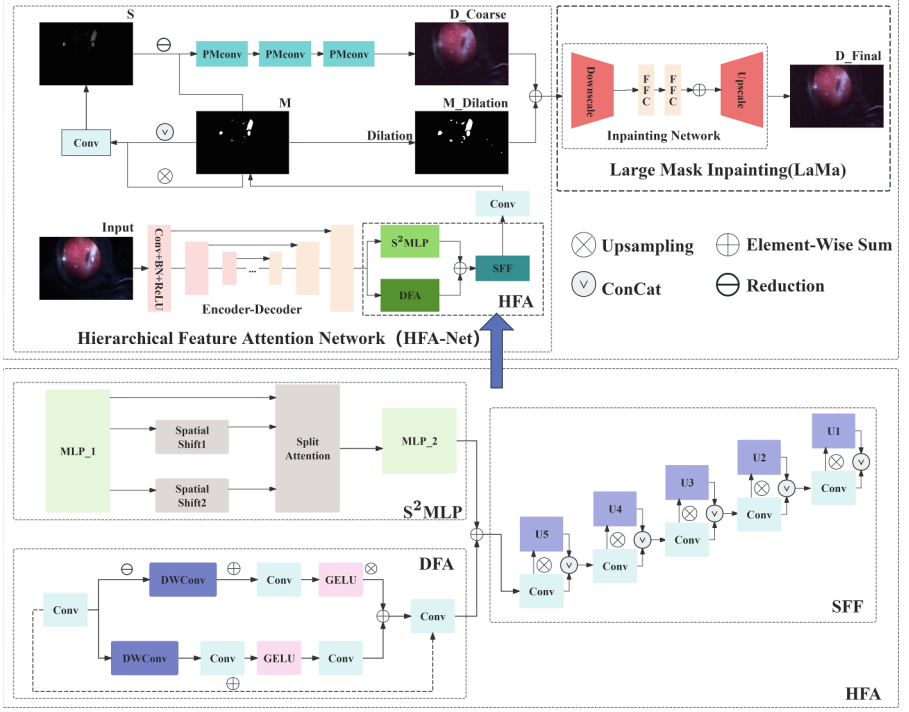 S
D_Coarse
D_Final
PMconv
PMconv
PMconv
M
M_Dilation
Dilation
Conv
Downscale
F
F
C
F
F
C
Upscale
Inpainting Network
Large Mask Inpainting(LaMa)
Input
Conv+BN+ReLU
...
Encoder-Decoder
S²MLP
DFA
SFF
Conv
HFA
Hierarchical Feature Attention Network（HFA-Net)
Upsampling
Element-Wise Sum
ConCat
Reduction
MLP_1
Spatial
Shift1
Spatial
Shift2
Split
Attention
MLP_2
S²MLP
U1
U2
U3
U4
U5
Conv
Conv
Conv
Conv
Conv
SFF
DFA
Conv
DWConv
Conv
GELU
Conv
DWConv
Conv
GELU
Conv
HFA